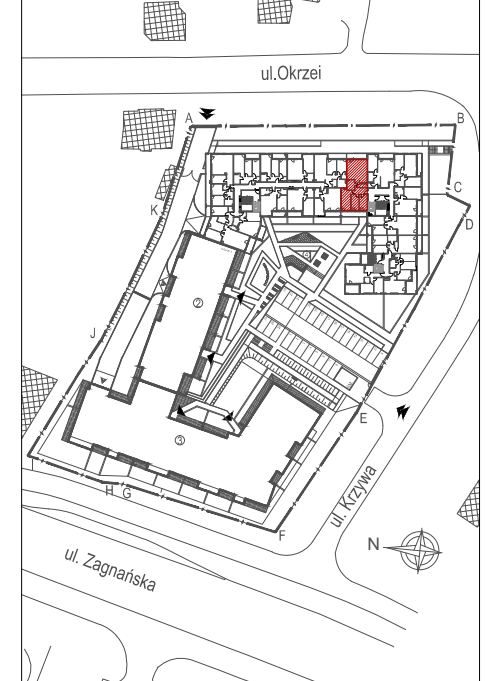 ul.Okrzei
A
B
C
D
K
②
J
E
③
I
H
G
F
ul. Krzywa
N
ul. Zagnańska